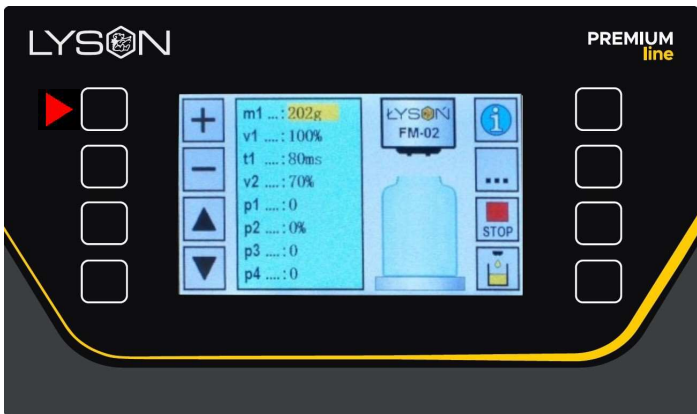 LYSON
PREMIUM
line
+
−
m1 ...: 202g
v1 ....: 100%
t1 ....: 80ms
v2 ....: 70%
p1 ....: 0
p2 ....: 0%
p3 ....: 0
p4 ....: 0
ŁYSOŃ
FM-02
i
...
STOP